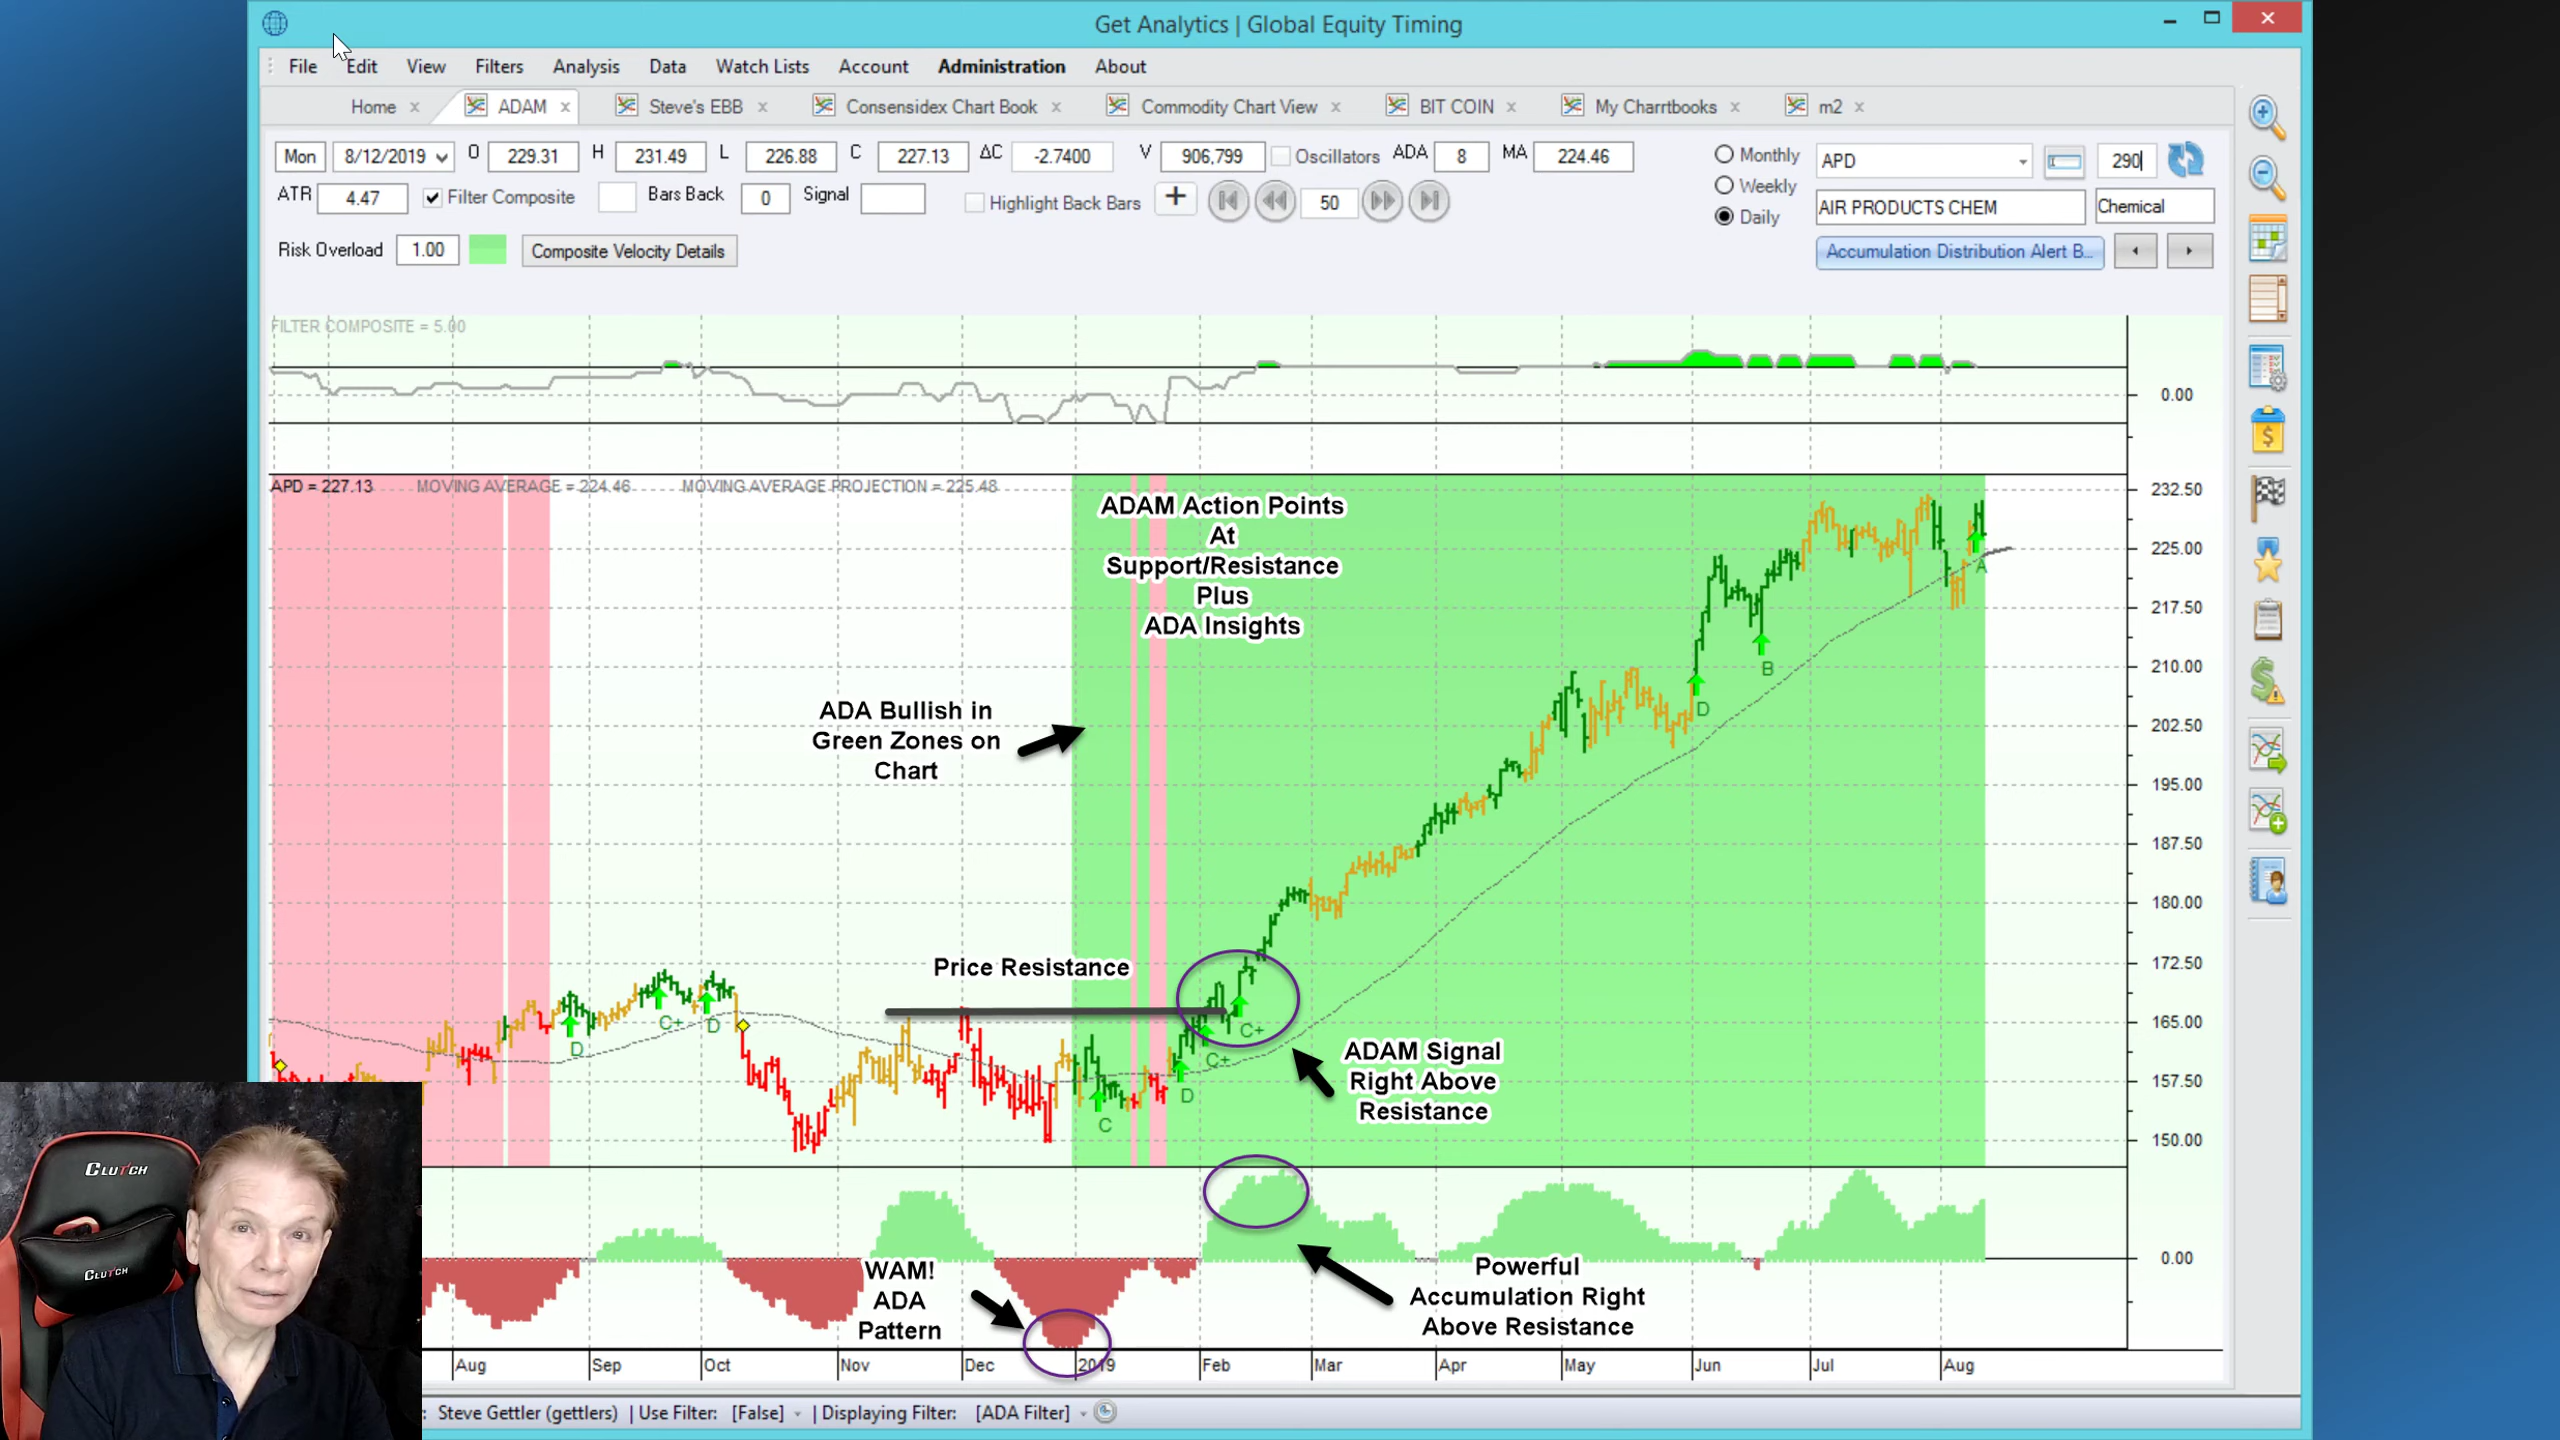 Get Analytics | Global Equity Timing
File Edit View Filters Analysis Data Watch Lists Account Administration About
Home ADAM Steve's EBB Consensidex Chart Book Commodity Chart View BIT COIN My Charrtbooks m2
Mon 8/12/2019 O 229.31 H 231.49 L 226.88 C 227.13 ΔC -2.7400 V 906,799 Oscillators ADA 8 MA 224.46 Monthly APD 290
ATR 4.47 Filter Composite Bars Back 0 Signal Highlight Back Bars 50 Weekly
Daily AIR PRODUCTS CHEM Chemical
Risk Overload 1.00 Composite Velocity Details Accumulation Distribution Alert B...
FILTER COMPOSITE = 5.00
0.00
APD = 227.13 MOVING AVERAGE = 224.46 MOVING AVERAGE PROJECTION = 225.48
232.50
225.00
217.50
210.00
202.50
195.00
187.50
180.00
172.50
165.00
157.50
150.00
0.00
ADAM Action Points
At
Support/Resistance
Plus
ADA Insights
A
B
D
ADA Bullish in
Green Zones on
Chart
Price Resistance
D
C+
D
C
D
C+
C+
ADAM Signal
Right Above
Resistance
CLUTCH
CLUTCH
WAM!
ADA
Pattern
Powerful
Accumulation Right
Above Resistance
Aug Sep Oct Nov Dec 2019 Feb Mar Apr May Jun Jul Aug
: Steve Gettler (gettlers) | Use Filter: [False] | Displaying Filter: [ADA Filter]